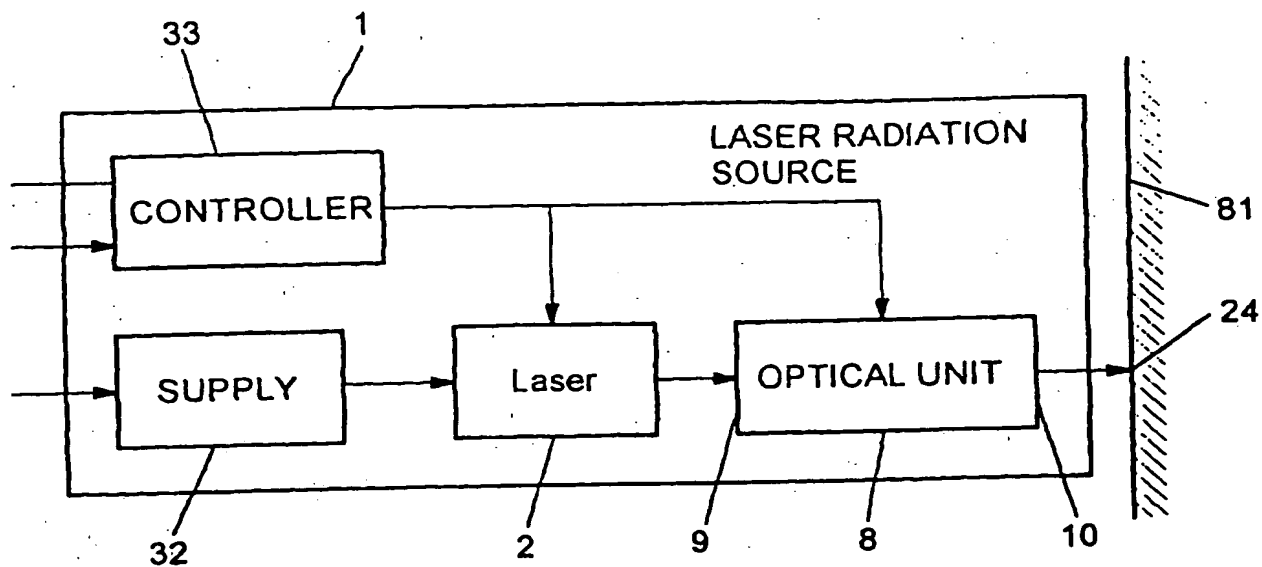 33
1
LASER RADIATION
SOURCE
CONTROLLER
81
24
SUPPLY
Laser
OPTICAL UNIT
32
2
9
8
10